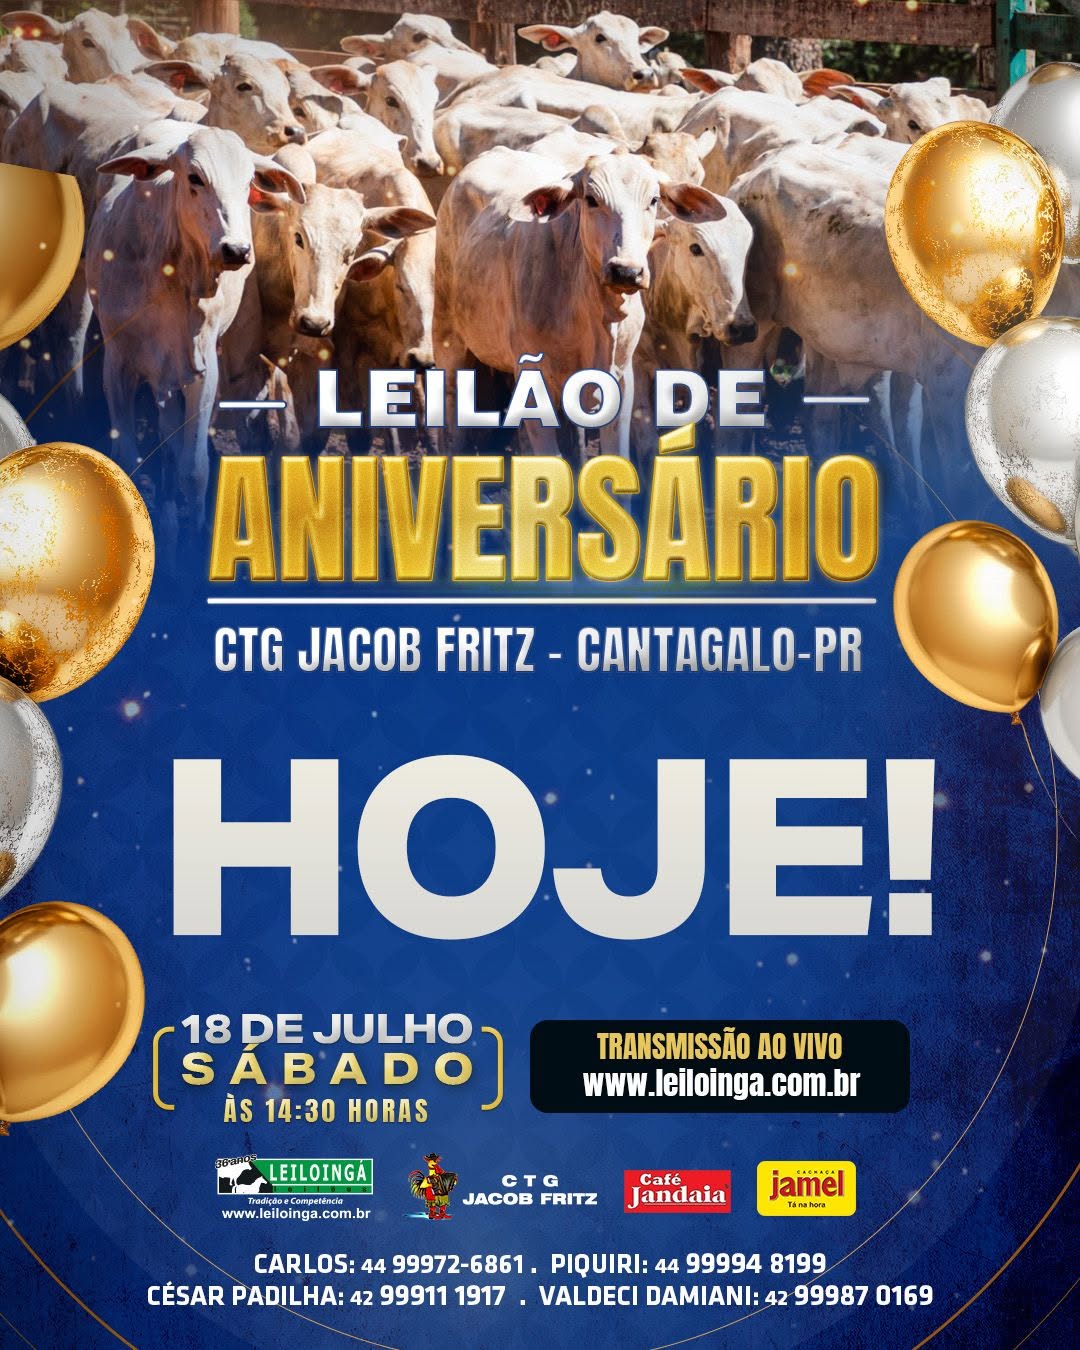 LEILÃO DE
ANIVERSÁRIO
CTG JACOB FRITZ - CANTAGALO-PR
HOJE!
18 DE JULHO
SÁBADO
ÀS 14:30 HORAS
TRANSMISSÃO AO VIVO
www.leiloinga.com.br
36 anos
LEILOINGÁ
Tradição e Competência
www.leiloinga.com.br
CTG
JACOB FRITZ
Café
Jandaia
CACHAÇA
jamel
Tá na hora
CARLOS: 44 99972-6861 . PIQUIRI: 44 99994 8199
CÉSAR PADILHA: 42 99911 1917 . VALDECI DAMIANI: 42 99987 0169